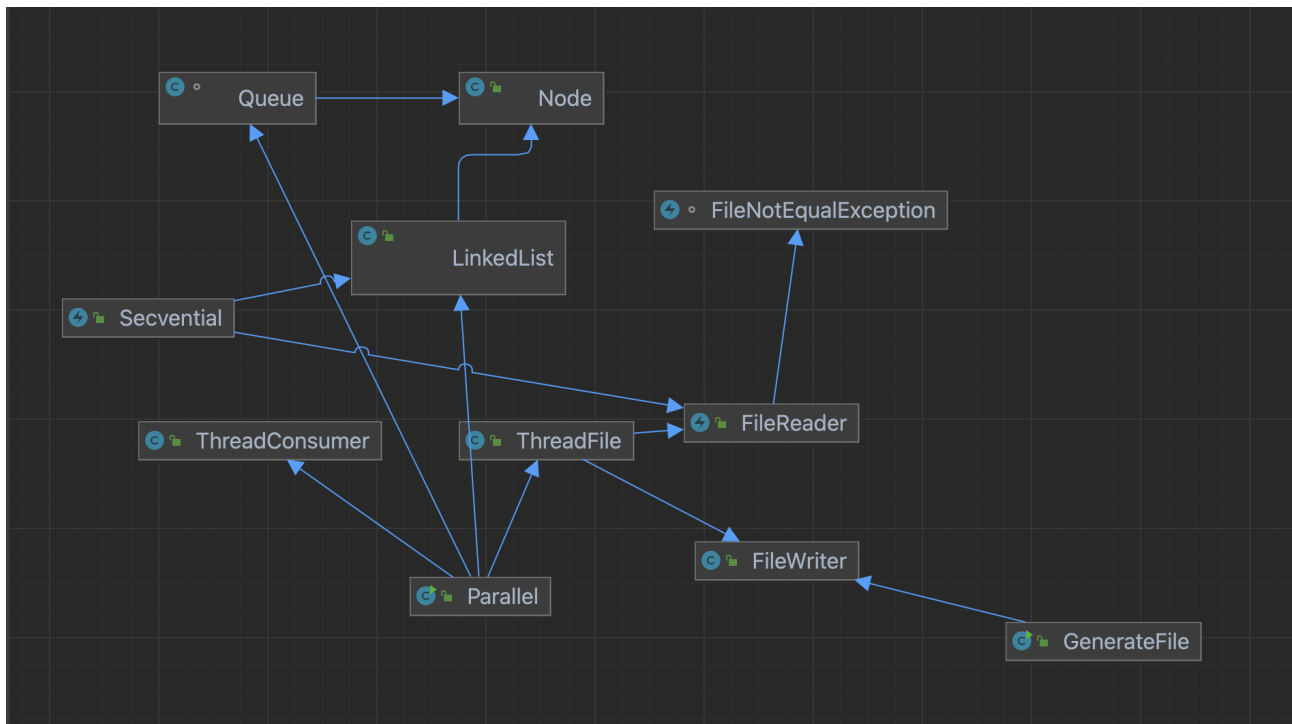 Queue
Node
FileNotEqualException
LinkedList
Secvential
FileReader
ThreadConsumer
ThreadFile
FileWriter
Parallel
GenerateFile